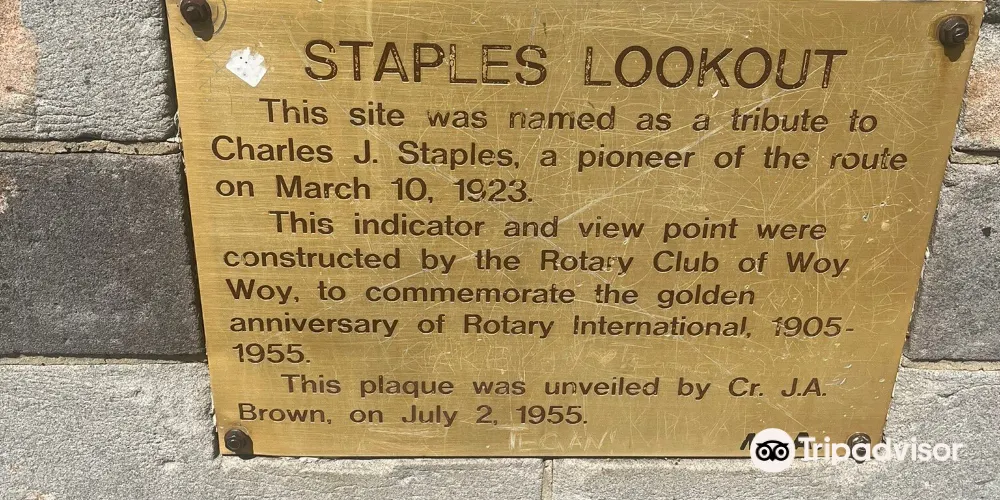 STAPLES LOOKOUT
This site was named as a tribute to
Charles J. Staples, a pioneer of the route
on March 10, 1923.
This indicator and view point were
constructed by the Rotary Club of Woy
Woy, to commemorate the golden
anniversary of Rotary International, 1905-
1955.
This plaque was unveiled by Cr. J.A.
Brown, on July 2, 1955.
TEGAN
Tripadvisor